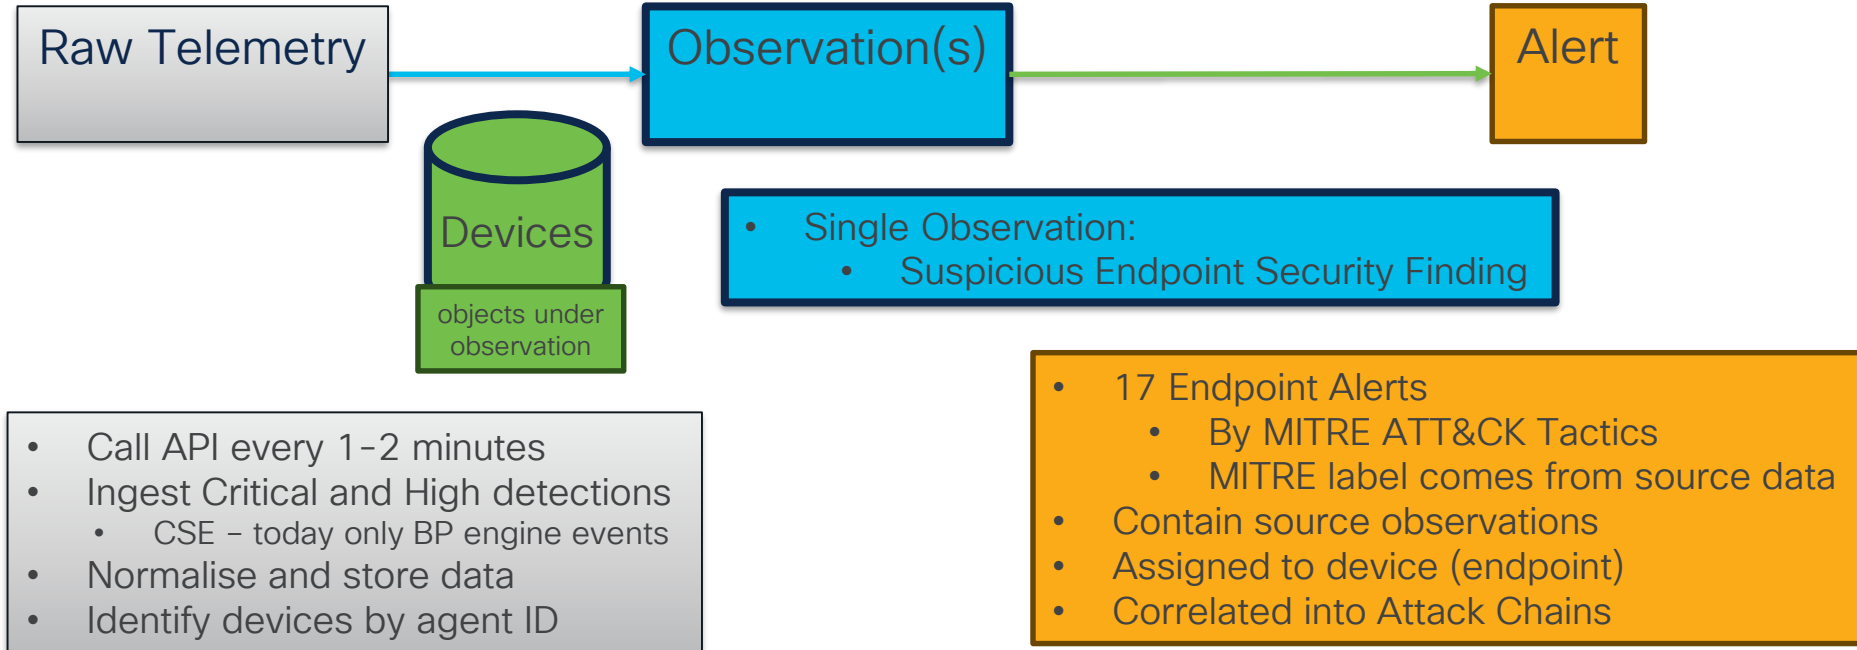 Raw Telemetry
Observation(s)
Alert
Devices
objects under
observation
• Single Observation:
• Suspicious Endpoint Security Finding
• Call API every 1-2 minutes
• Ingest Critical and High detections
• CSE – today only BP engine events
• Normalise and store data
• Identify devices by agent ID
• 17 Endpoint Alerts
• By MITRE ATT&CK Tactics
• MITRE label comes from source data
• Contain source observations
• Assigned to device (endpoint)
• Correlated into Attack Chains